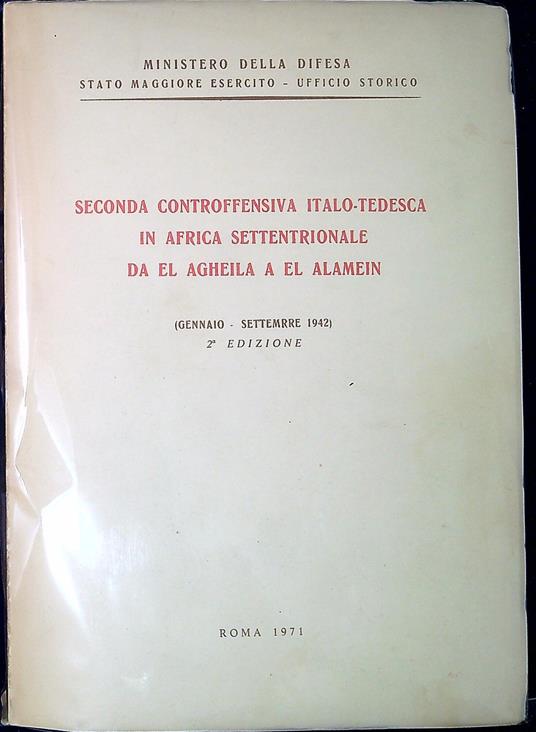 MINISTERO DELLA DIFESA
STATO MAGGIORE ESERCITO - UFFICIO STORICO
SECONDA CONTROFFENSIVA ITALO-TEDESCA
IN AFRICA SETTENTRIONALE
DA EL AGHEILA A EL ALAMEIN
(GENNAIO - SETTEMRRE 1942)
2ª EDIZIONE
ROMA 1971